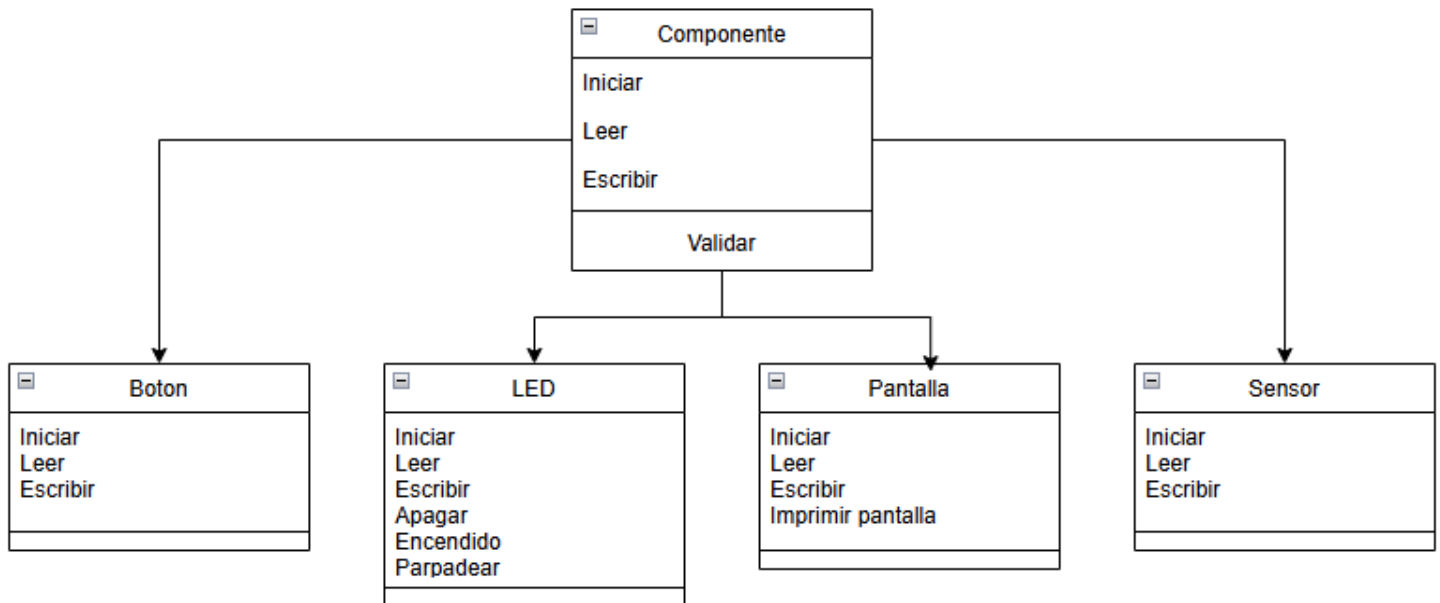 Componente
Iniciar
Leer
Escribir
Validar
Boton
Iniciar
Leer
Escribir
LED
Iniciar
Leer
Escribir
Apagar
Encendido
Parpadear
Pantalla
Iniciar
Leer
Escribir
Imprimir pantalla
Sensor
Iniciar
Leer
Escribir